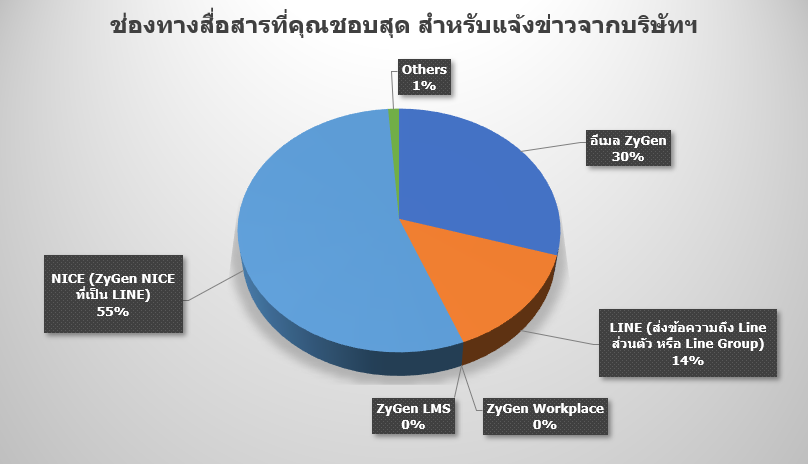 ช่องทางสื่อสารที่คุณชอบสุด สำหรับแจ้งข่าวจากบริษัทฯ
Others
1%
อีเมล ZyGen
30%
NICE (ZyGen NICE
ที่เป็น LINE)
55%
LINE (ส่งข้อความถึง Line
ส่วนตัว หรือ Line Group)
14%
ZyGen LMS
0%
ZyGen Workplace
0%